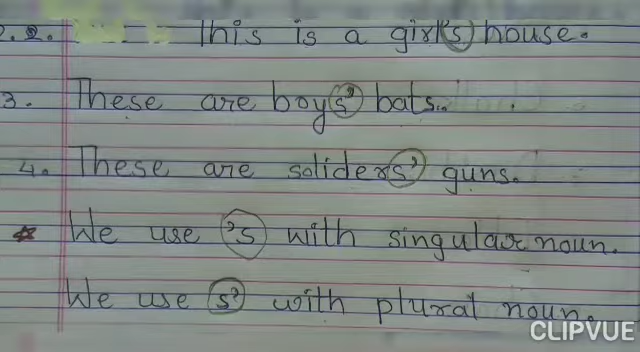 2. This is a girl's house.
3. These are boys' bats.
4. These are soliders' guns.
* We use 's with singular noun.
We use s' with plural noun.
CLIPVUE